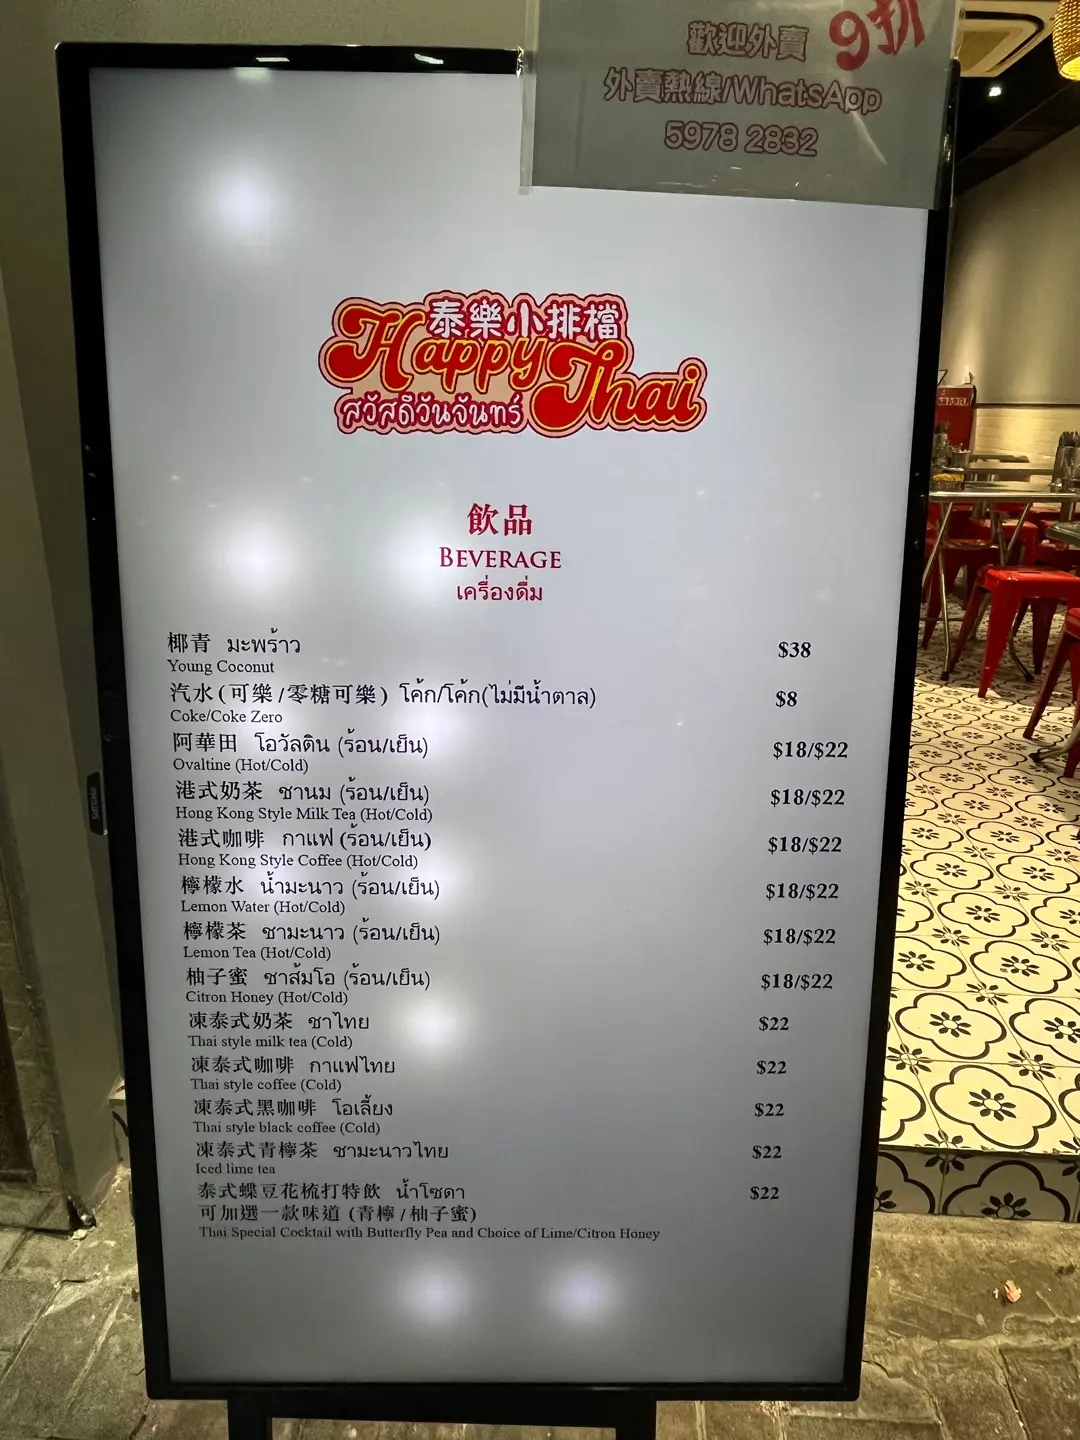 歡迎外賣 9折
外賣熱線/WhatsApp
5978 2832
泰樂小排檔
Happy Thai
สวัสดีวันจันทร์
飲品
BEVERAGE
เครื่องดื่ม
椰青 มะพร้าว $38
Young Coconut
汽水(可樂/零糖可樂) โค้ก/โค้ก(ไม่มีน้ำตาล) $8
Coke/Coke Zero
阿華田 โอวัลติน (ร้อน/เย็น) $18/$22
Ovaltine (Hot/Cold)
港式奶茶 ชานม (ร้อน/เย็น) $18/$22
Hong Kong Style Milk Tea (Hot/Cold)
港式咖啡 กาแฟ (ร้อน/เย็น) $18/$22
Hong Kong Style Coffee (Hot/Cold)
檸檬水 น้ำมะนาว (ร้อน/เย็น) $18/$22
Lemon Water (Hot/Cold)
檸檬茶 ชามะนาว (ร้อน/เย็น) $18/$22
Lemon Tea (Hot/Cold)
柚子蜜 ชาส้มโอ (ร้อน/เย็น) $18/$22
Citron Honey (Hot/Cold)
凍泰式奶茶 ชาไทย $22
Thai style milk tea (Cold)
凍泰式咖啡 กาแฟไทย $22
Thai style coffee (Cold)
凍泰式黑咖啡 โอเลี้ยง $22
Thai style black coffee (Cold)
凍泰式青檸茶 ชามะนาวไทย $22
Iced lime tea
泰式蝶豆花梳打特飲 น้ำโซดา $22
可加選一款味道 (青檸/柚子蜜)
Thai Special Cocktail with Butterfly Pea and Choice of Lime/Citron Honey
PHILIPS